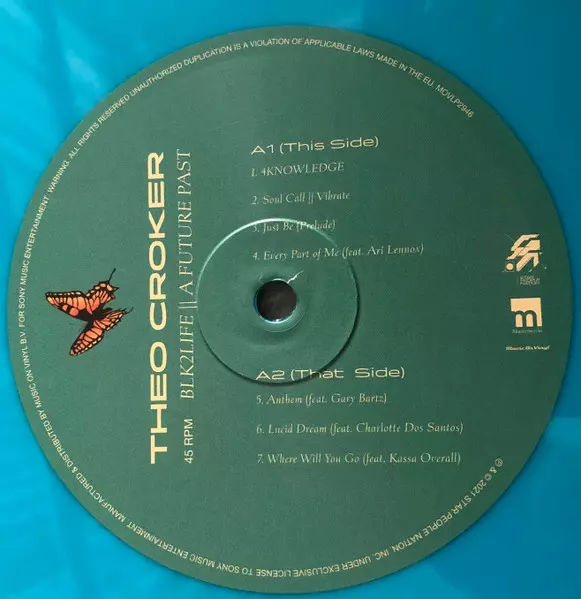 THEO CROKER
BLK2LIFE || A FUTURE PAST
45 RPM
A1 (This Side)
1. 4KNOWLEDGE
2. Soul Call || Vibrate
3. Just Be (Prelude)
4. Every Part of Me (feat. Ari Lennox)
A2 (That Side)
5. Anthem (feat. Gary Bartz)
6. Lucid Dream (feat. Charlotte Dos Santos)
7. Where Will You Go (feat. Kassa Overall)
m
Music On Vinyl
℗ & © 2021 STAR PEOPLE NATION, INC. UNDER EXCLUSIVE LICENSE TO SONY MUSIC ENTERTAINMENT. MANUFACTURED & DISTRIBUTED BY MUSIC ON VINYL B.V. FOR SONY MUSIC ENTERTAINMENT. WARNING. ALL RIGHTS RESERVED UNAUTHORIZED DUPLICATION IS A VIOLATION OF APPLICABLE LAWS MADE IN THE EU. MOVLP2946